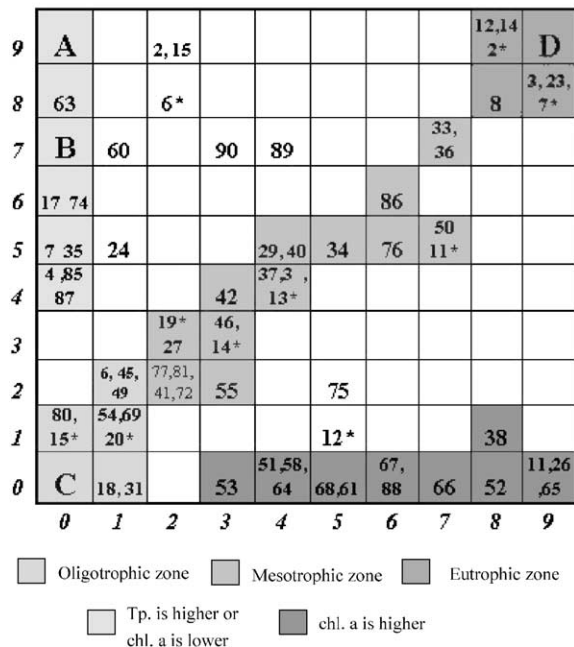 9 A 2, 15 12,14 2* D
8 63 6* 8 3, 23, 7*
7 B 60 90 89 33, 36
6 17 74 86
5 7 35 24 29, 40 34 76 50 11*
4 4 ,85 87 42 37,3 , 13*
3 19* 27 46, 14*
2 6, 45, 49 77,81, 41,72 55 75
1 80, 15* 54,69 20* 12* 38
0 C 18, 31 53 51,58, 64 68,61 67, 88 66 52 11,26 ,65
0 1 2 3 4 5 6 7 8 9
Oligotrophic zone Mesotrophic zone Eutrophic zone
Tp. is higher or chl. a is lower
chl. a is higher